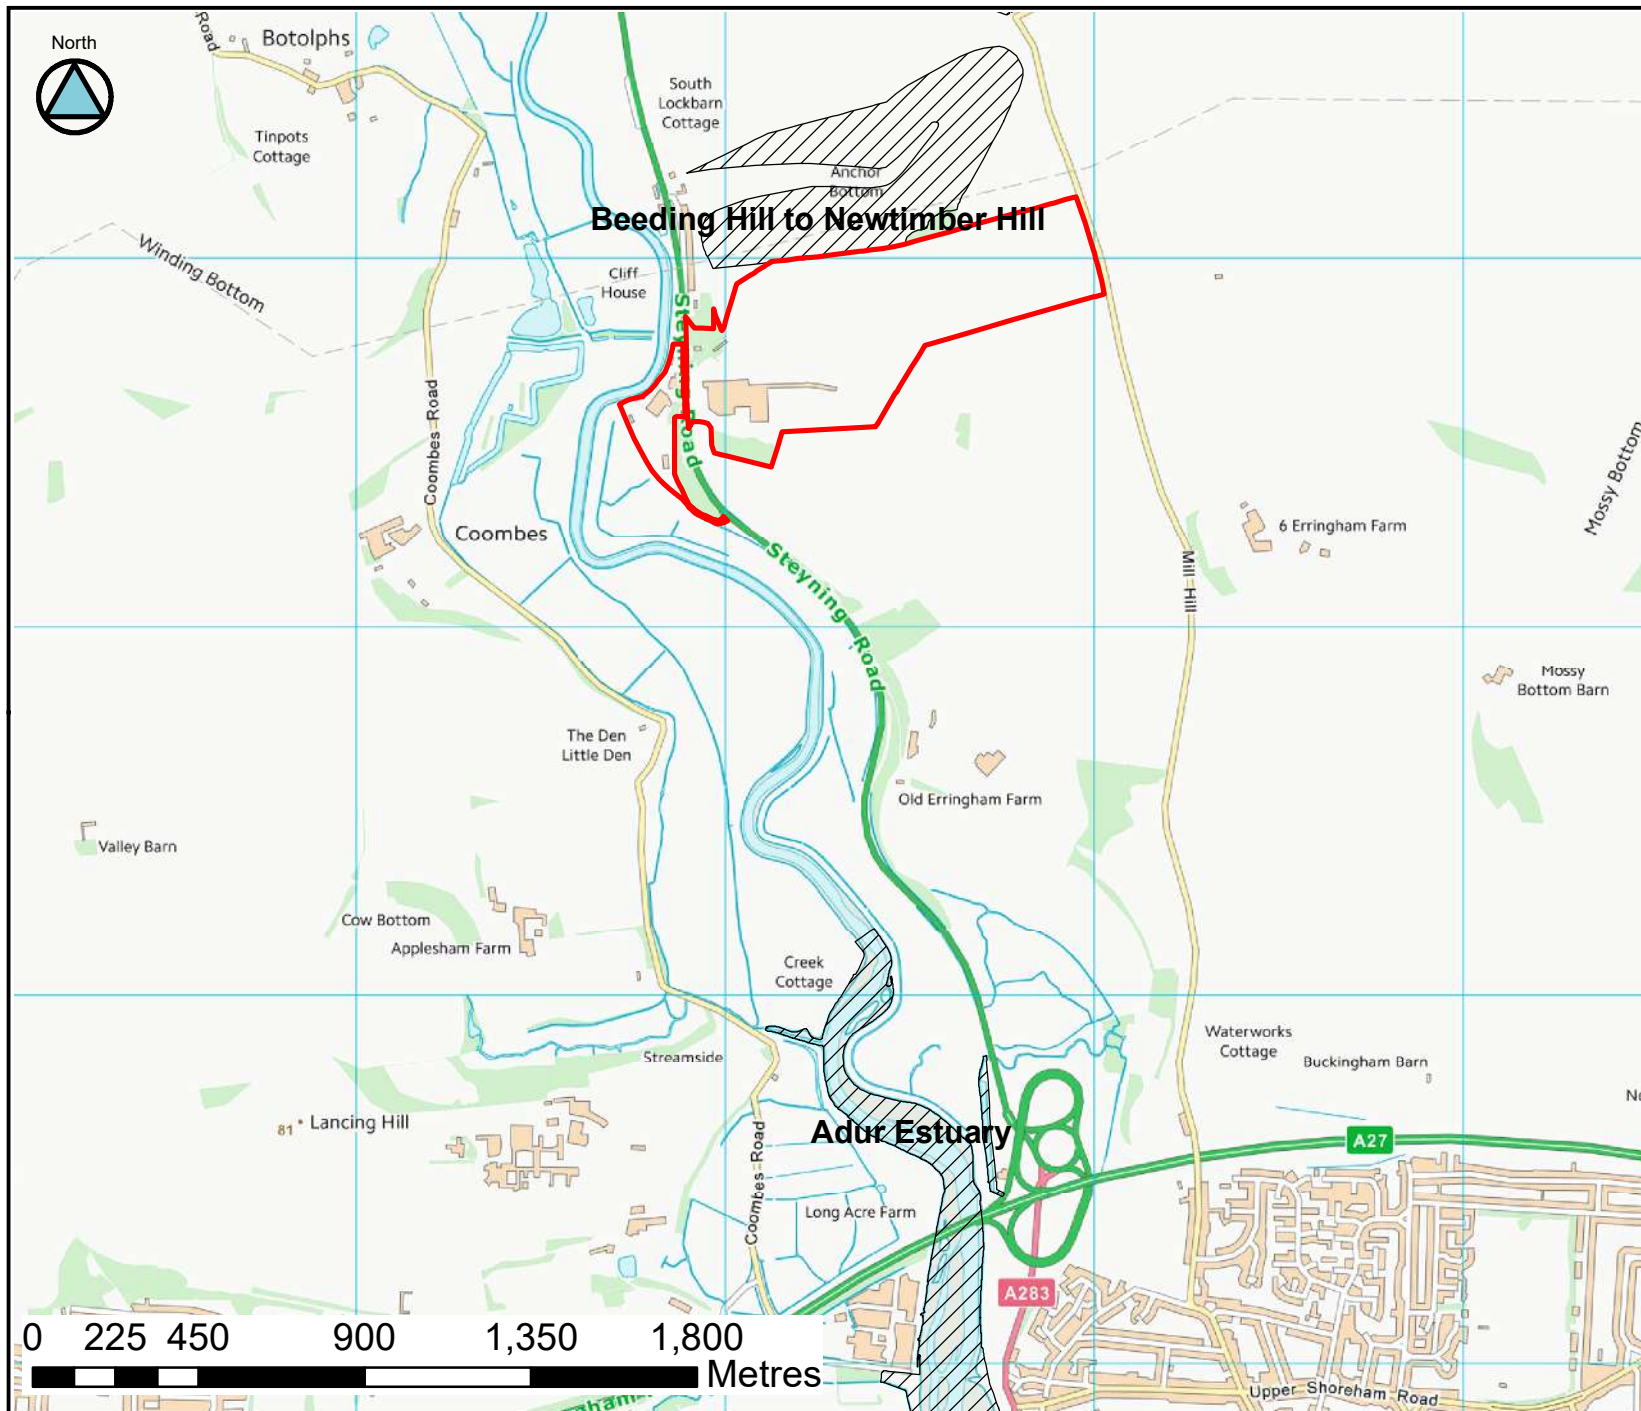 North
Road
Botolphs
South
Lockbarn
Cottage
Tinpots
Cottage
Anchor
Bottom
Beeding Hill to Newtimber Hill
Winding Bottom
Cliff
House
Steyning Road
Coombes Road
Mossy Bottom
Coombes
6 Erringham Farm
Steyning Road
Mill Hill
Mossy
Bottom Barn
The Den
Little Den
Old Erringham Farm
Valley Barn
Cow Bottom
Applesham Farm
Creek
Cottage
Waterworks
Cottage
Streamside
Buckingham Barn
81
Lancing Hill
Adur Estuary
A27
Coombes Road
Long Acre Farm
A283
0 225 450 900 1,350 1,800
Metres
Upper Shoreham Road